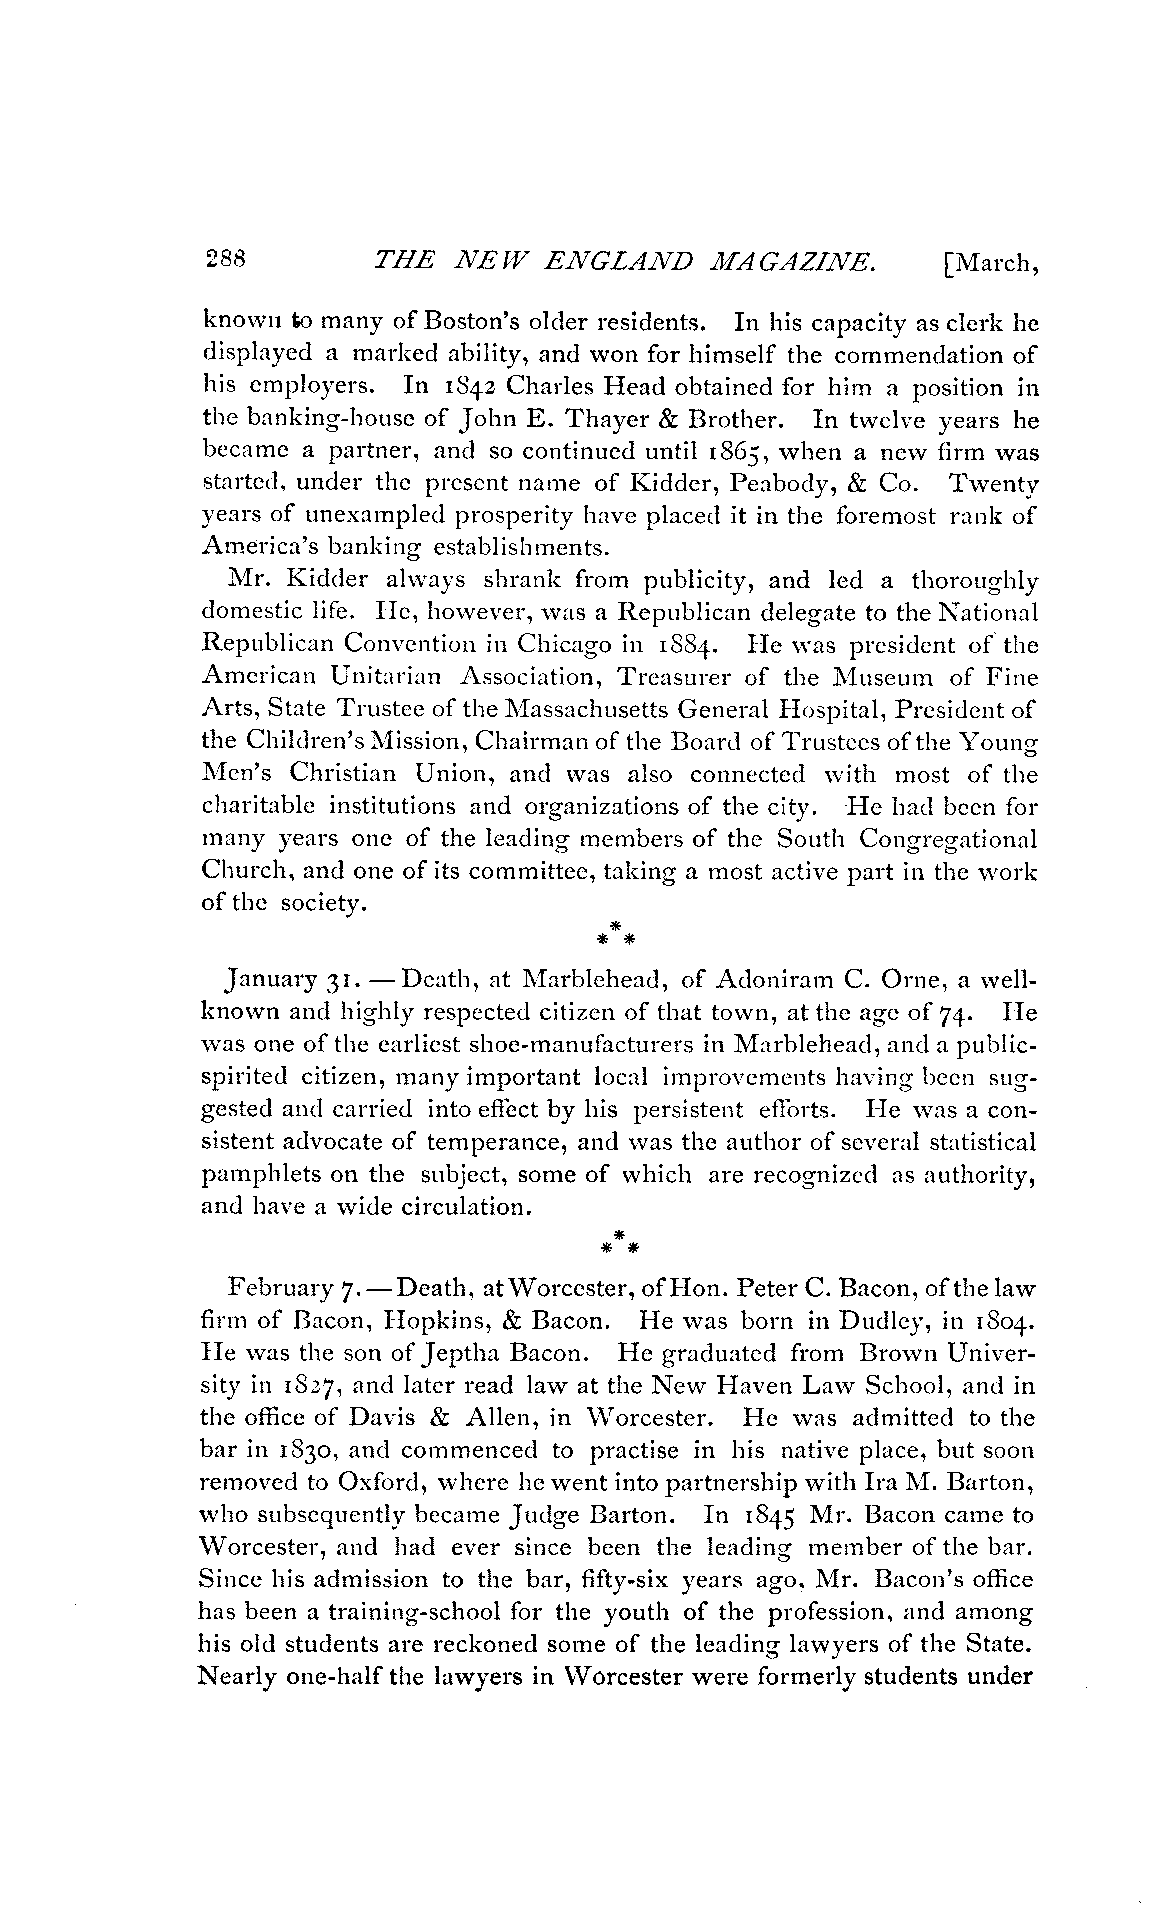 288 THE NEW ENGLAND MAGAZINE. [March,
known to many of Boston's older residents. In his capacity as clerk he
displayed a marked ability, and won for himself the commendation of
his employers. In 1842 Charles Head obtained for him a position in
the banking-house of John E. Thayer & Brother. In twelve years he
became a partner, and so continued until 1865, when a new firm was
started, under the present name of Kidder, Peabody, & Co. Twenty
years of unexampled prosperity have placed it in the foremost rank of
America's banking establishments.
Mr. Kidder always shrank from publicity, and led a thoroughly
domestic life. He, however, was a Republican delegate to the National
Republican Convention in Chicago in 1884. He was president of the
American Unitarian Association, Treasurer of the Museum of Fine
Arts, State Trustee of the Massachusetts General Hospital, President of
the Children's Mission, Chairman of the Board of Trustees of the Young
Men's Christian Union, and was also connected with most of the
charitable institutions and organizations of the city. He had been for
many years one of the leading members of the South Congregational
Church, and one of its committee, taking a most active part in the work
of the society.
* * *
January 31. — Death, at Marblehead, of Adoniram C. Orne, a well-
known and highly respected citizen of that town, at the age of 74. He
was one of the earliest shoe-manufacturers in Marblehead, and a public-
spirited citizen, many important local improvements having been sug-
gested and carried into effect by his persistent efforts. He was a con-
sistent advocate of temperance, and was the author of several statistical
pamphlets on the subject, some of which are recognized as authority,
and have a wide circulation.
* * *
February 7. — Death, at Worcester, of Hon. Peter C. Bacon, of the law
firm of Bacon, Hopkins, & Bacon. He was born in Dudley, in 1804.
He was the son of Jeptha Bacon. He graduated from Brown Univer-
sity in 1827, and later read law at the New Haven Law School, and in
the office of Davis & Allen, in Worcester. He was admitted to the
bar in 1830, and commenced to practise in his native place, but soon
removed to Oxford, where he went into partnership with Ira M. Barton,
who subsequently became Judge Barton. In 1845 Mr. Bacon came to
Worcester, and had ever since been the leading member of the bar.
Since his admission to the bar, fifty-six years ago, Mr. Bacon's office
has been a training-school for the youth of the profession, and among
his old students are reckoned some of the leading lawyers of the State.
Nearly one-half the lawyers in Worcester were formerly students under